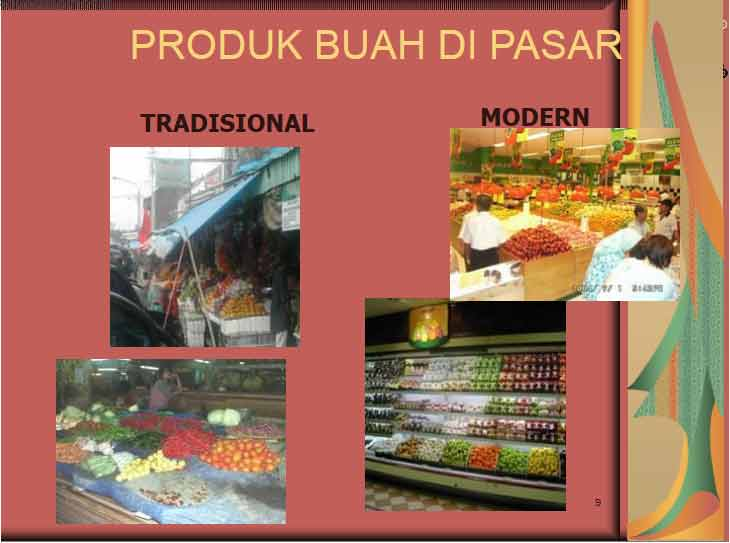 PRODUK BUAH DI PASAR
TRADISIONAL
MODERN
9